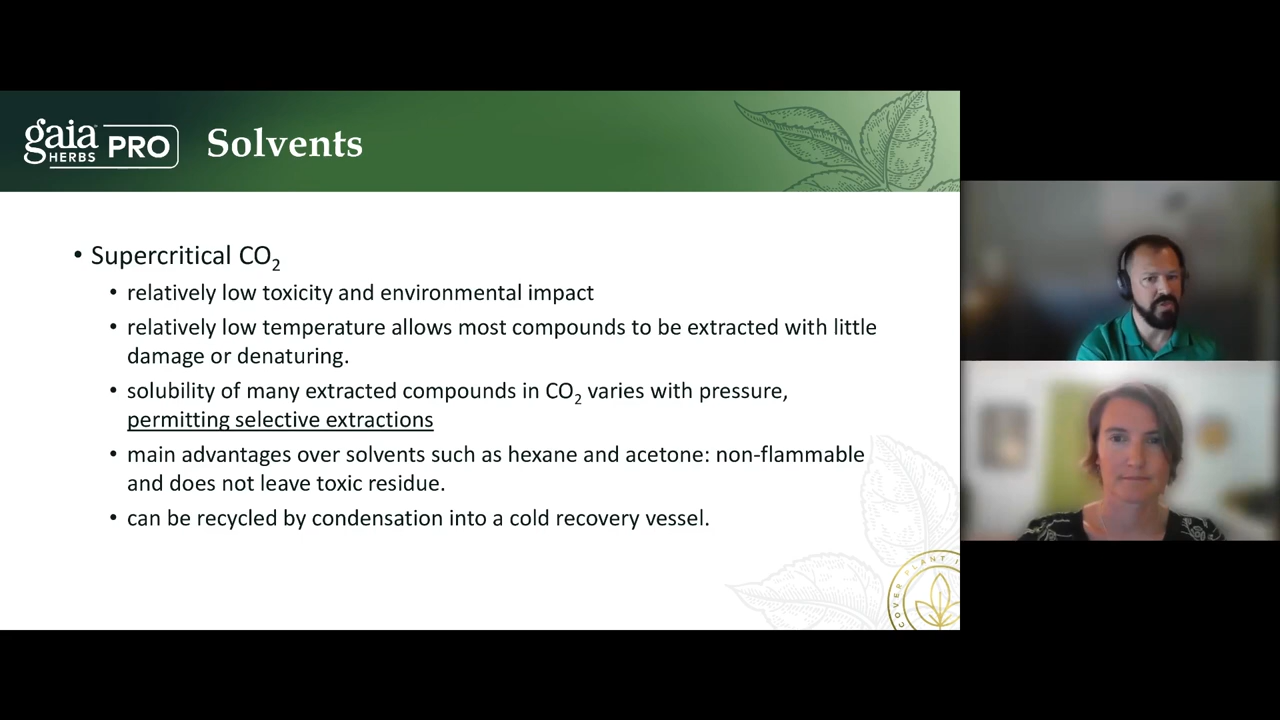 gaia
HERBS
PRO
Solvents
• Supercritical CO₂
• relatively low toxicity and environmental impact
• relatively low temperature allows most compounds to be extracted with little
damage or denaturing.
• solubility of many extracted compounds in CO₂ varies with pressure,
permitting selective extractions
• main advantages over solvents such as hexane and acetone: non-flammable
and does not leave toxic residue.
• can be recycled by condensation into a cold recovery vessel.
PLANT